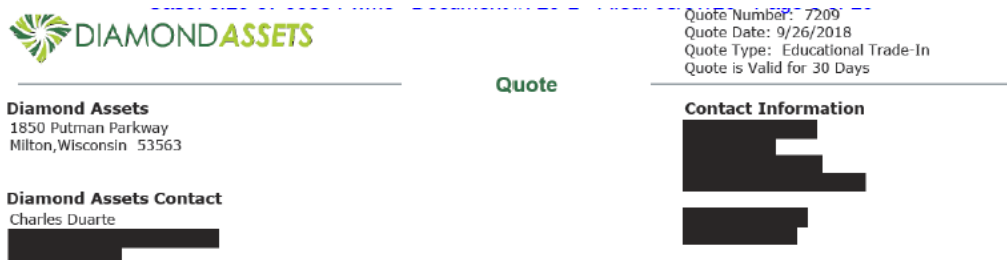 DIAMONDASSETS
Quote Number: 7209
Quote Date: 9/26/2018
Quote Type: Educational Trade-In
Quote is Valid for 30 Days
Quote
Diamond Assets
1850 Putman Parkway
Milton,Wisconsin 53563
Contact Information
Diamond Assets Contact
Charles Duarte